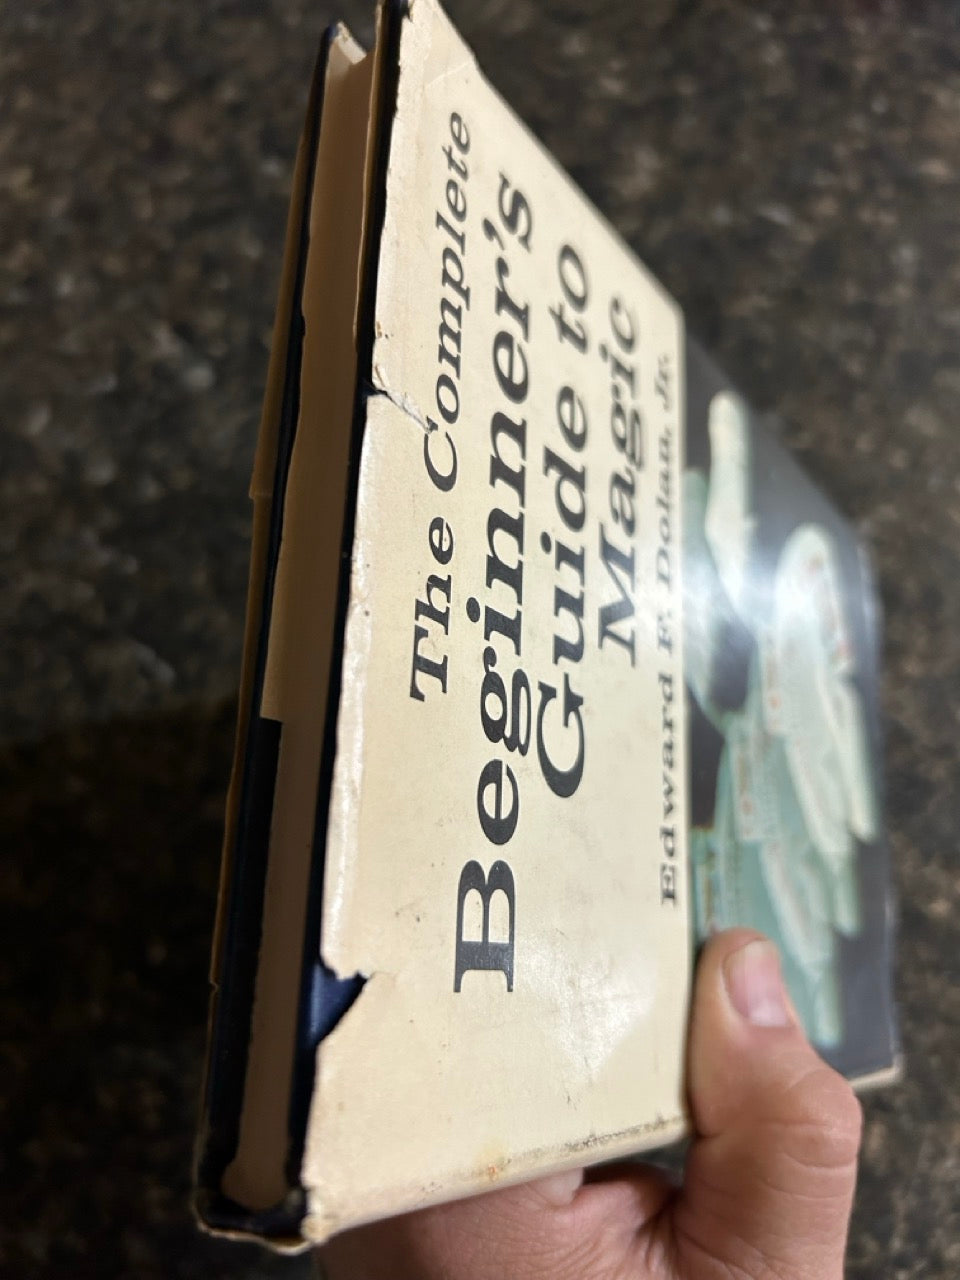 The Complete
Beginner's
Guide to
Magic
Edward F. Dolan, Jr.